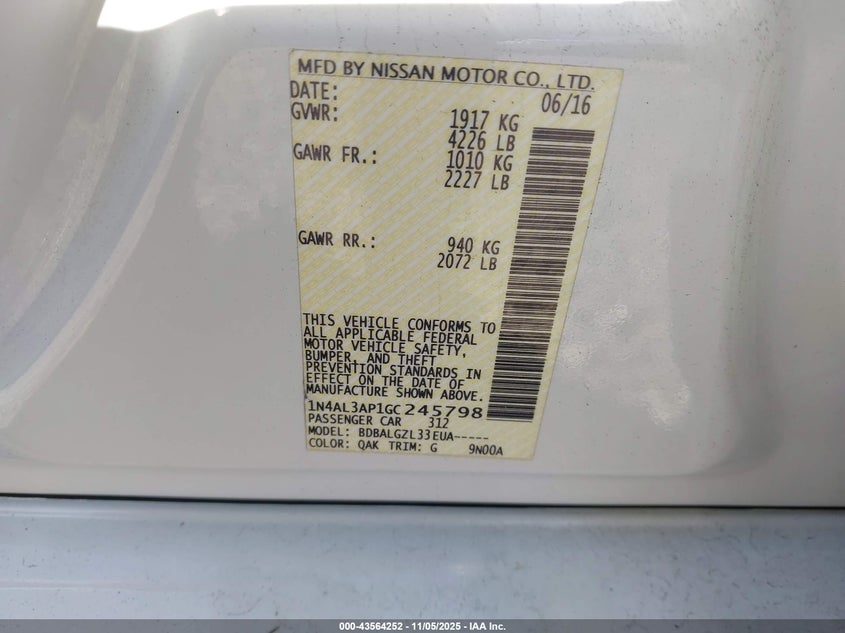 MFD BY NISSAN MOTOR CO., LTD.
DATE: 06/16
GVWR: 1917 KG
4226 LB
GAWR FR.: 1010 KG
2227 LB
GAWR RR.: 940 KG
2072 LB
THIS VEHICLE CONFORMS TO
ALL APPLICABLE FEDERAL
MOTOR VEHICLE SAFETY,
BUMPER, AND THEFT
PREVENTION STANDARDS IN
EFFECT ON THE DATE OF
MANUFACTURE SHOWN ABOVE.
1N4AL3AP1GC245798
PASSENGER CAR 312
MODEL: BDBALGZL33EUA-----
COLOR: QAK TRIM: G 9N00A
000-43564252 - 11/05/2025 - IAA Inc.